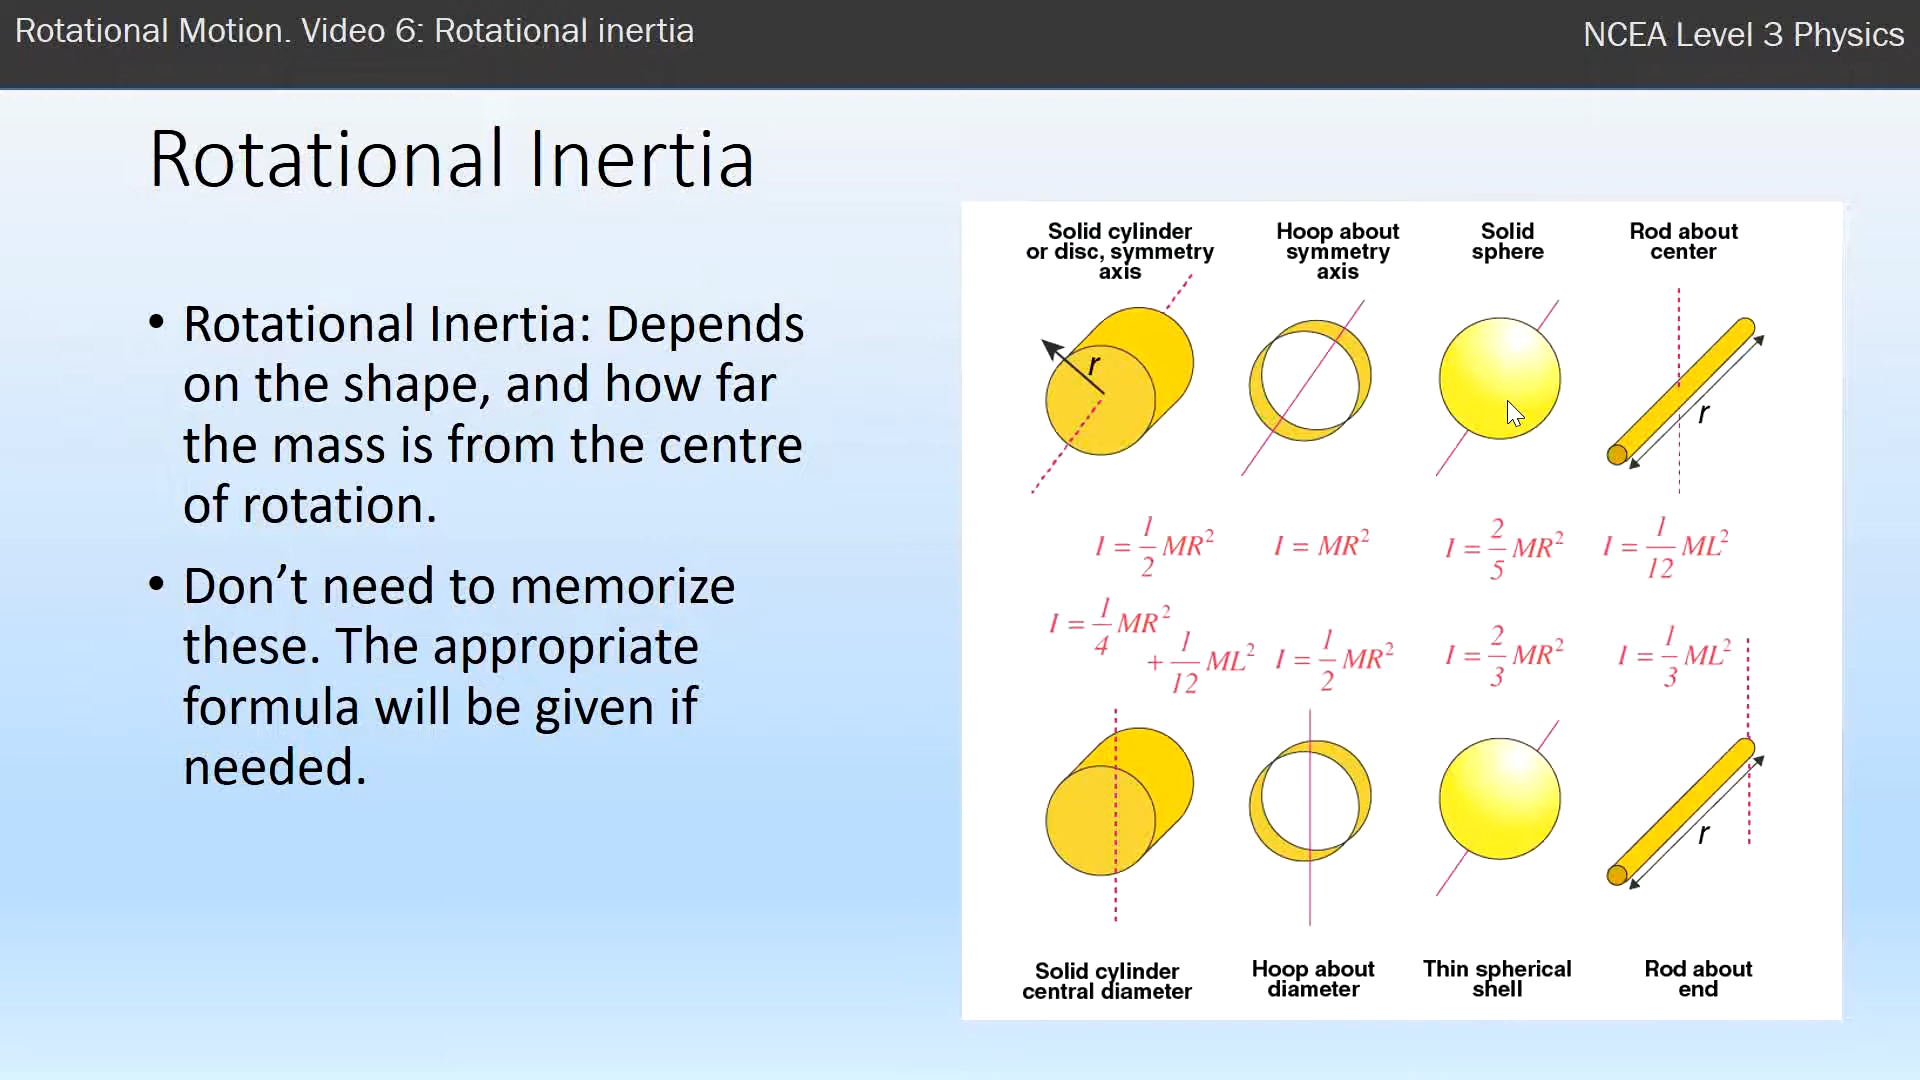 Rotational Motion. Video 6: Rotational inertia
NCEA Level 3 Physics
Rotational Inertia
• Rotational Inertia: Depends
on the shape, and how far
the mass is from the centre
of rotation.
• Don’t need to memorize
these. The appropriate
formula will be given if
needed.
Solid cylinder
or disc, symmetry
axis
Hoop about
symmetry
axis
Solid
sphere
Rod about
center
r
r
I = 1/2 MR²
I = MR²
I = 2/5 MR²
I = 1/12 ML²
I = 1/4 MR²
+ 1/12 ML²
I = 1/2 MR²
I = 2/3 MR²
I = 1/3 ML²
r
Solid cylinder
central diameter
Hoop about
diameter
Thin spherical
shell
Rod about
end